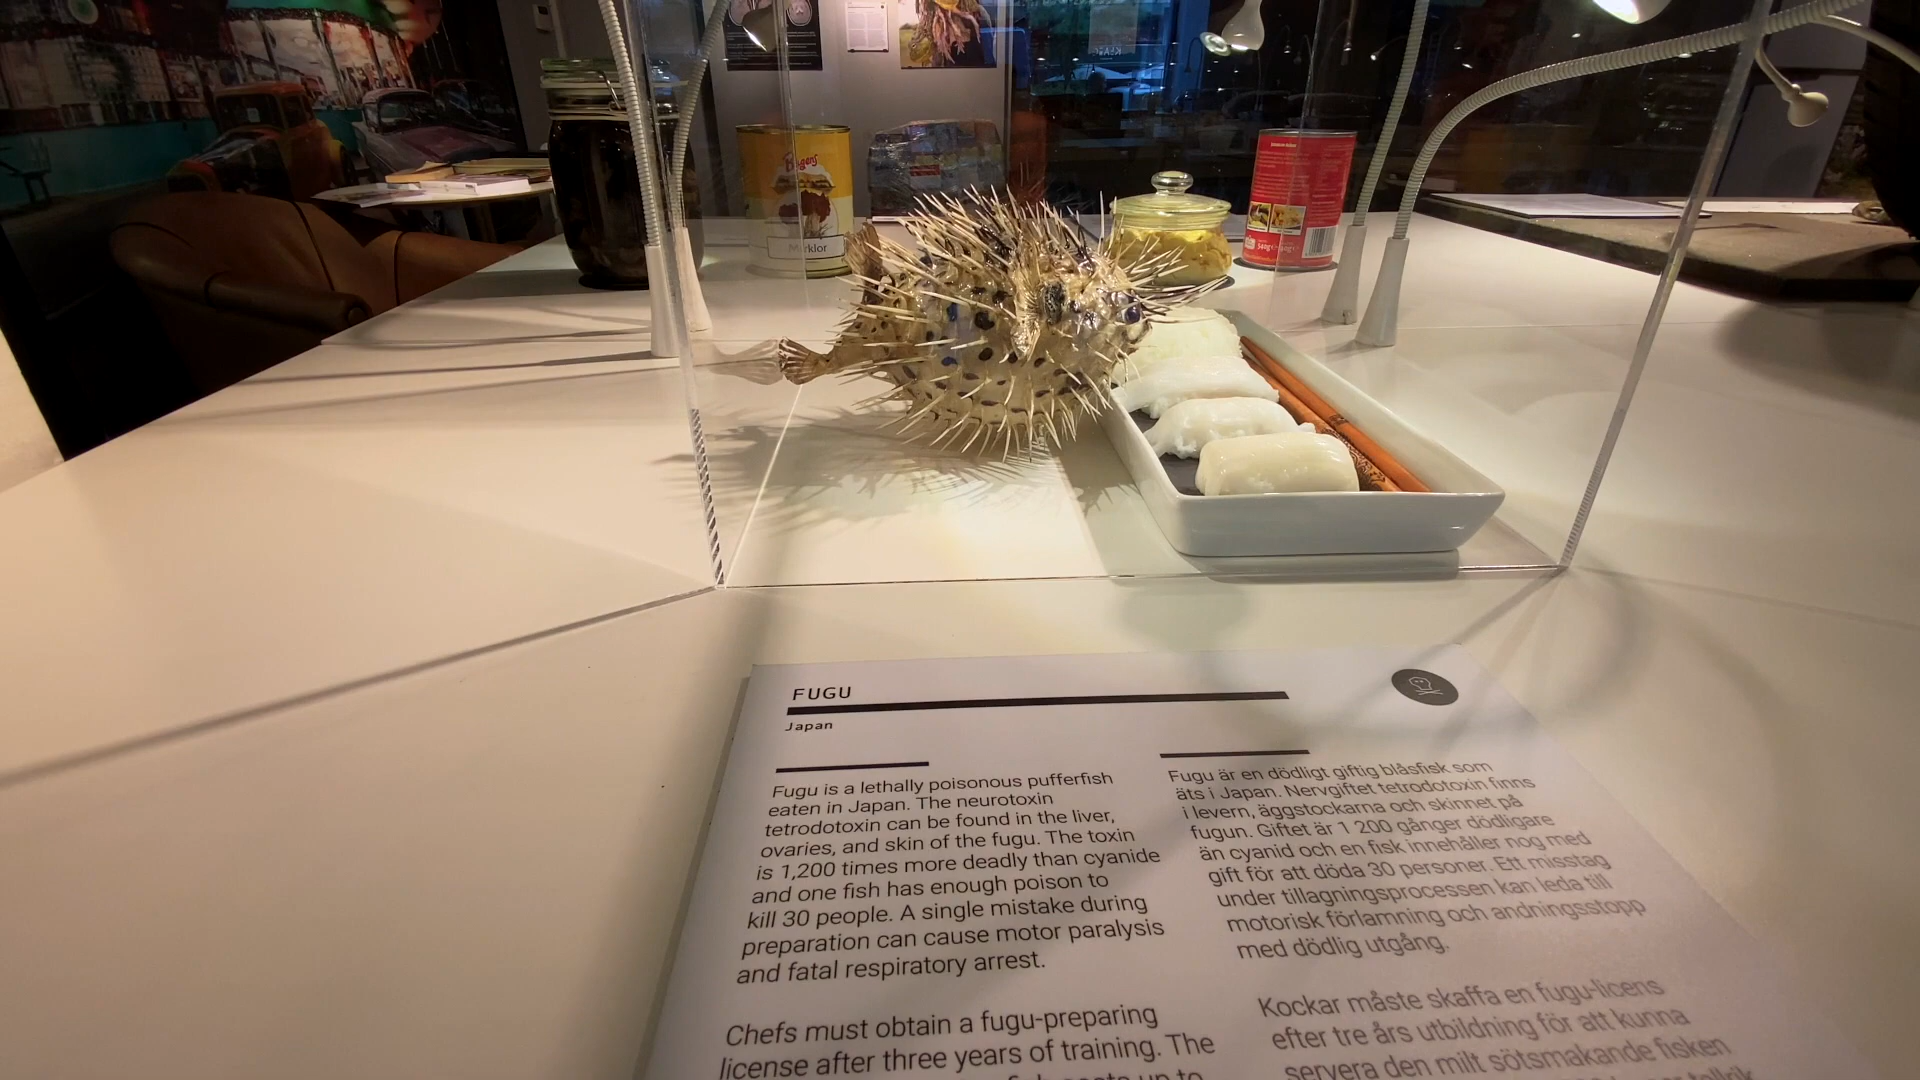 Murklor
540g
FUGU
Japan
Fugu is a lethally poisonous pufferfish
eaten in Japan. The neurotoxin
tetrodotoxin can be found in the liver,
ovaries, and skin of the fugu. The toxin
is 1,200 times more deadly than cyanide
and one fish has enough poison to
kill 30 people. A single mistake during
preparation can cause motor paralysis
and fatal respiratory arrest.
Chefs must obtain a fugu-preparing
license after three years of training. The
Fugu är en dödligt giftig blåsfisk som
äts i Japan. Nervgiftet tetrodotoxin finns
i levern, äggstockarna och skinnet på
fugun. Giftet är 1 200 gånger dödligare
än cyanid och en fisk innehåller nog med
gift för att döda 30 personer. Ett misstag
under tillagningsprocessen kan leda till
motorisk förlamning och andningsstopp
med dödlig utgång.
Kockar måste skaffa en fugu-licens
efter tre års utbildning för att kunna
servera den milt sötsmakande fisken